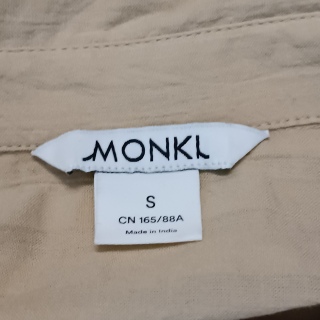 MONKI
S
CN 165/88A
Made in India